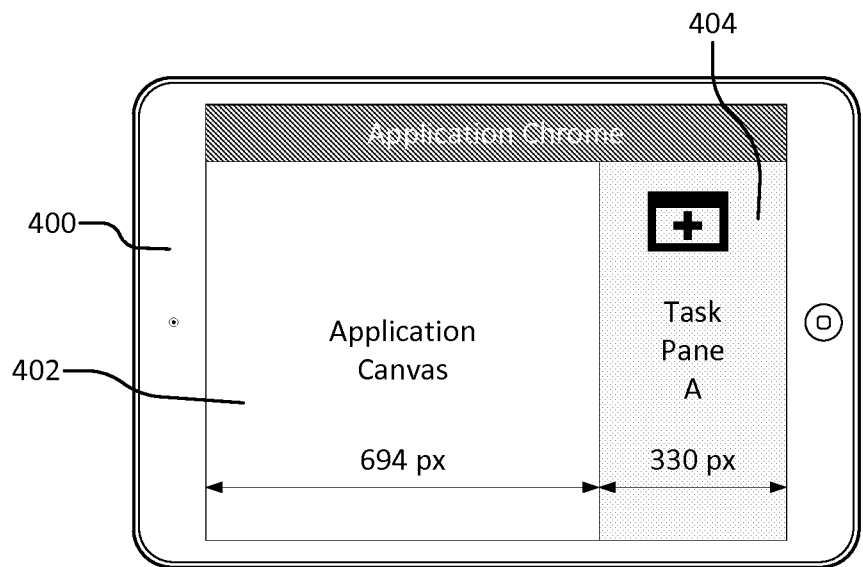 404
Application Chrome
400
Task
Pane
A
Application
Canvas
402
694 px
330 px